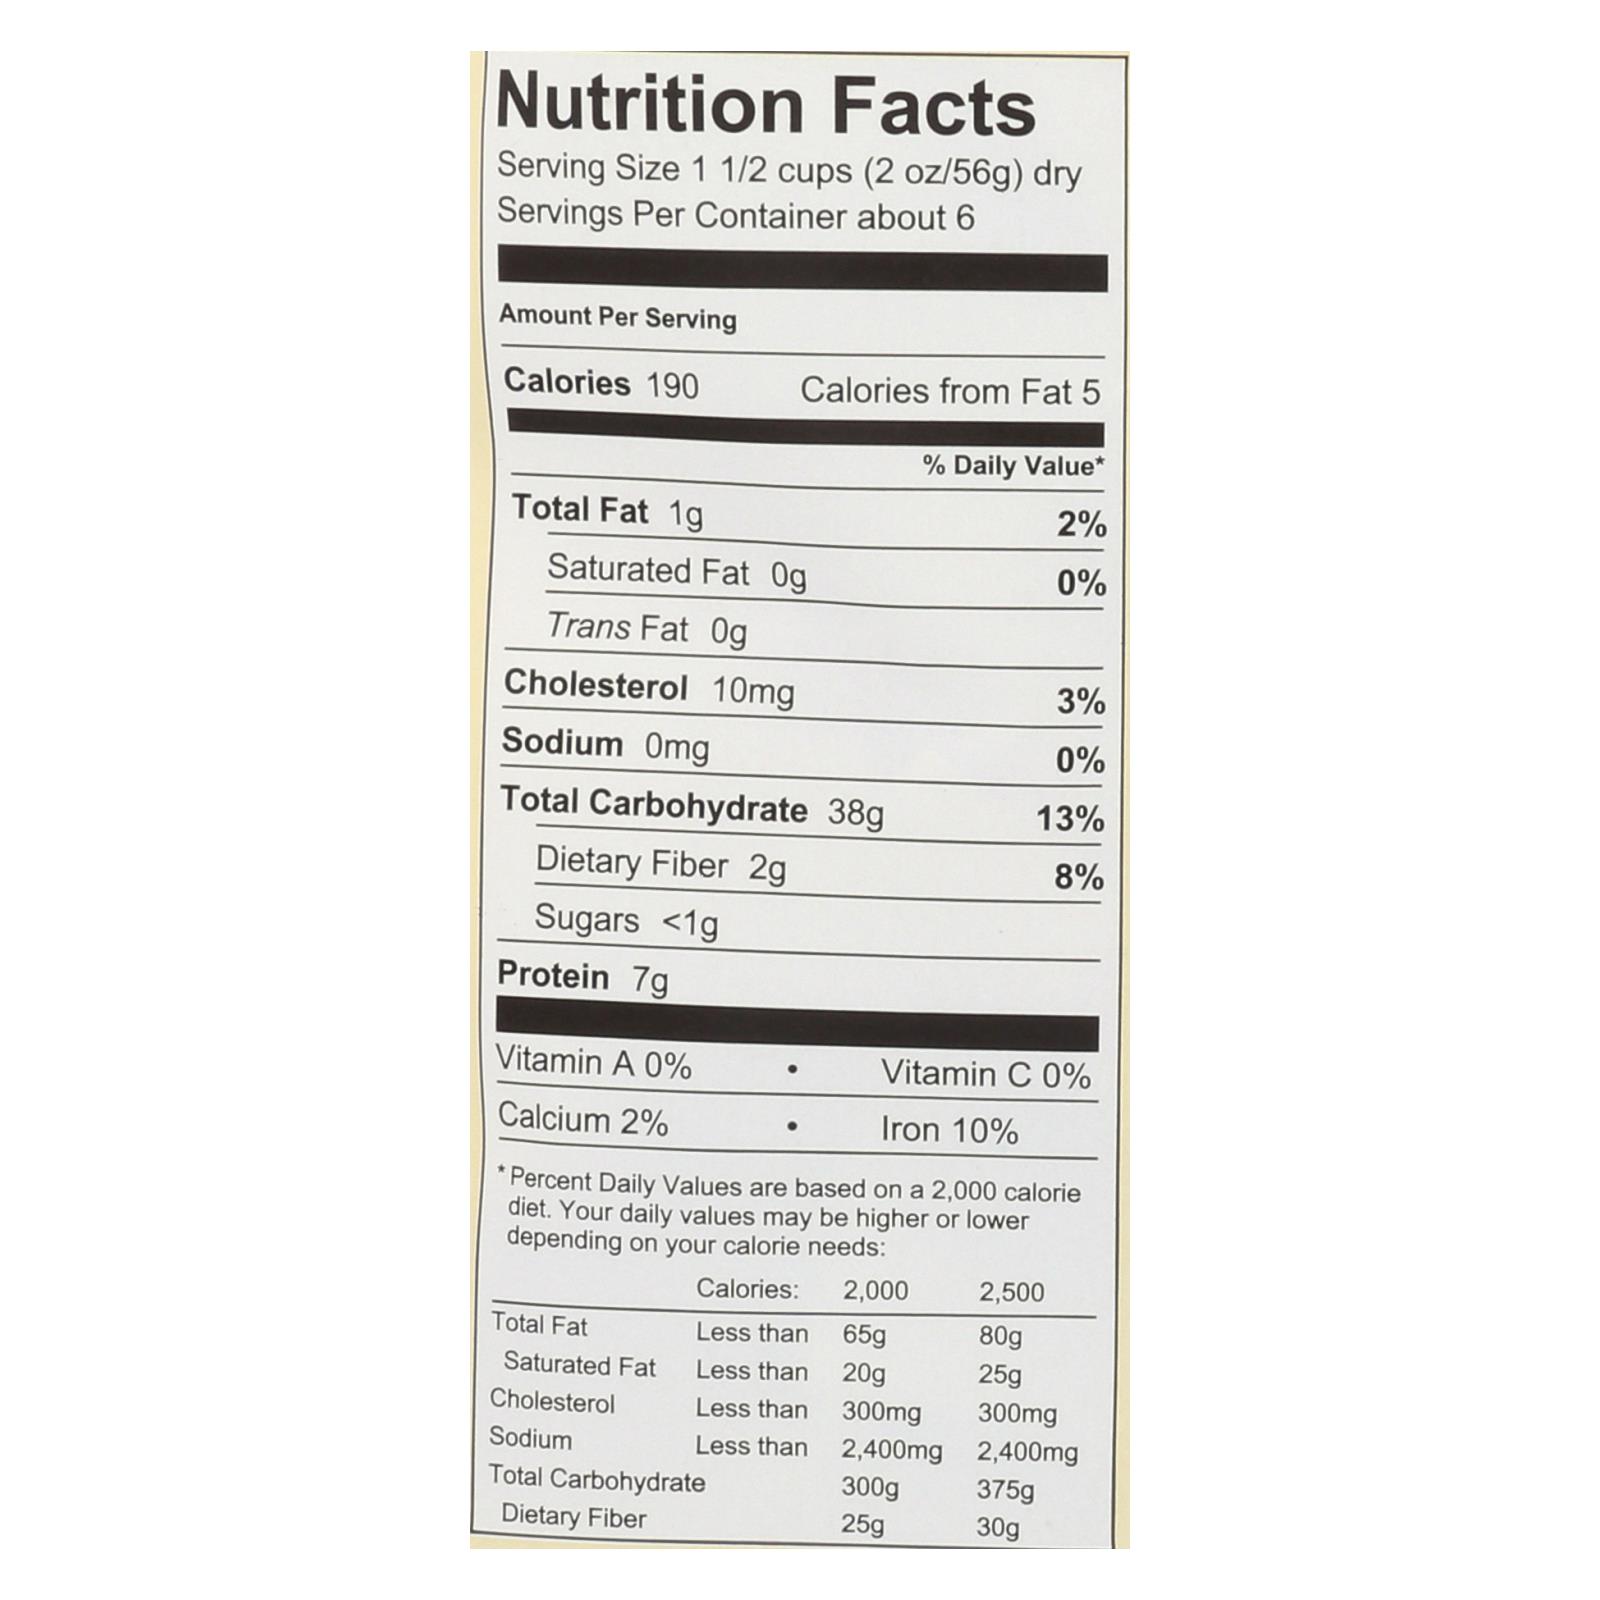 Nutrition Facts
Serving Size 1 1/2 cups (2 oz/56g) dry
Servings Per Container about 6
Amount Per Serving
Calories 190 Calories from Fat 5
% Daily Value*
Total Fat 1g 2%
Saturated Fat 0g 0%
Trans Fat 0g
Cholesterol 10mg 3%
Sodium 0mg 0%
Total Carbohydrate 38g 13%
Dietary Fiber 2g 8%
Sugars <1g
Protein 7g
Vitamin A 0% • Vitamin C 0%
Calcium 2% • Iron 10%
* Percent Daily Values are based on a 2,000 calorie
diet. Your daily values may be higher or lower
depending on your calorie needs:
Calories: 2,000 2,500
Total Fat Less than 65g 80g
Saturated Fat Less than 20g 25g
Cholesterol Less than 300mg 300mg
Sodium Less than 2,400mg 2,400mg
Total Carbohydrate 300g 375g
Dietary Fiber 25g 30g